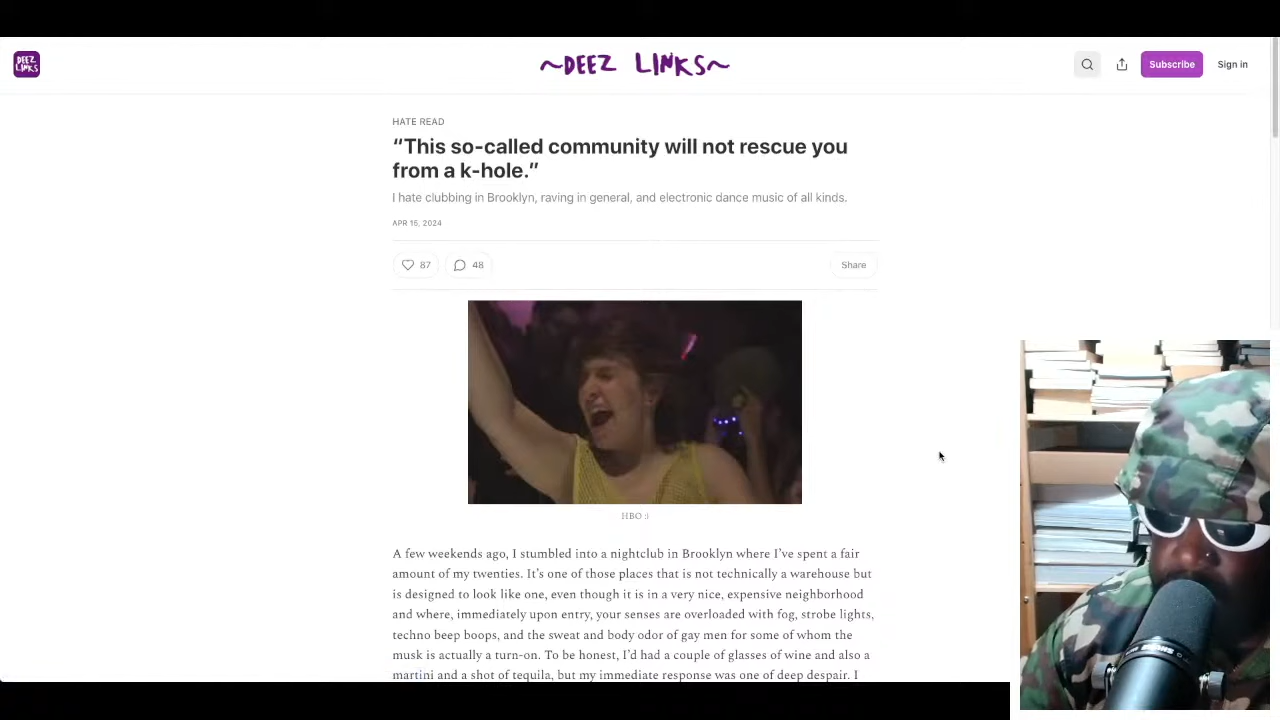 DEEZ LINKS
~DEEZ LINKS~
Subscribe
Sign in
HATE READ
“This so-called community will not rescue you
from a k-hole.”
I hate clubbing in Brooklyn, raving in general, and electronic dance music of all kinds.
APR 15, 2024
87
48
Share
HBO :)
A few weekends ago, I stumbled into a nightclub in Brooklyn where I’ve spent a fair
amount of my twenties. It’s one of those places that is not technically a warehouse but
is designed to look like one, even though it is in a very nice, expensive neighborhood
and where, immediately upon entry, your senses are overloaded with fog, strobe lights,
techno beep boops, and the sweat and body odor of gay men for some of whom the
musk is actually a turn-on. To be honest, I’d had a couple of glasses of wine and also a
martini and a shot of tequila, but my immediate response was one of deep despair. I